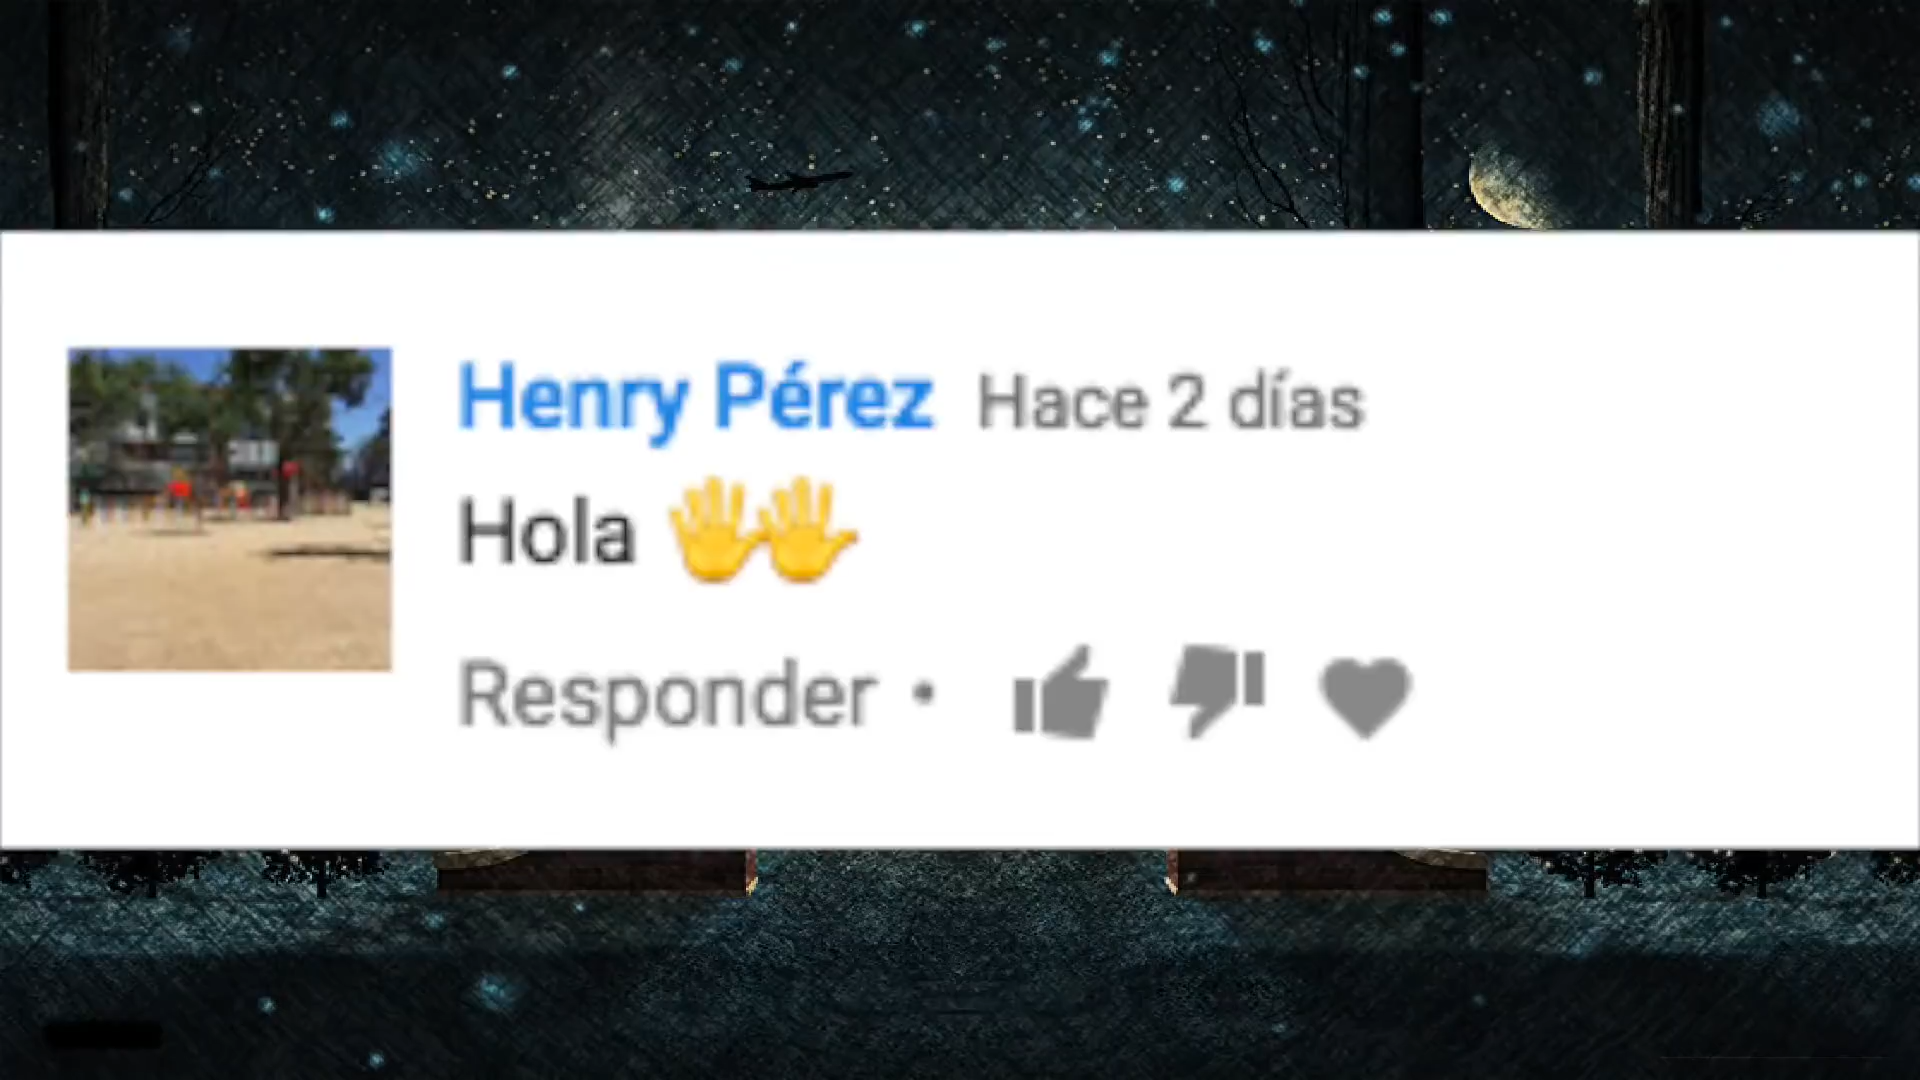 Henry Pérez Hace 2 días
Hola 🖐🖐
Responder •